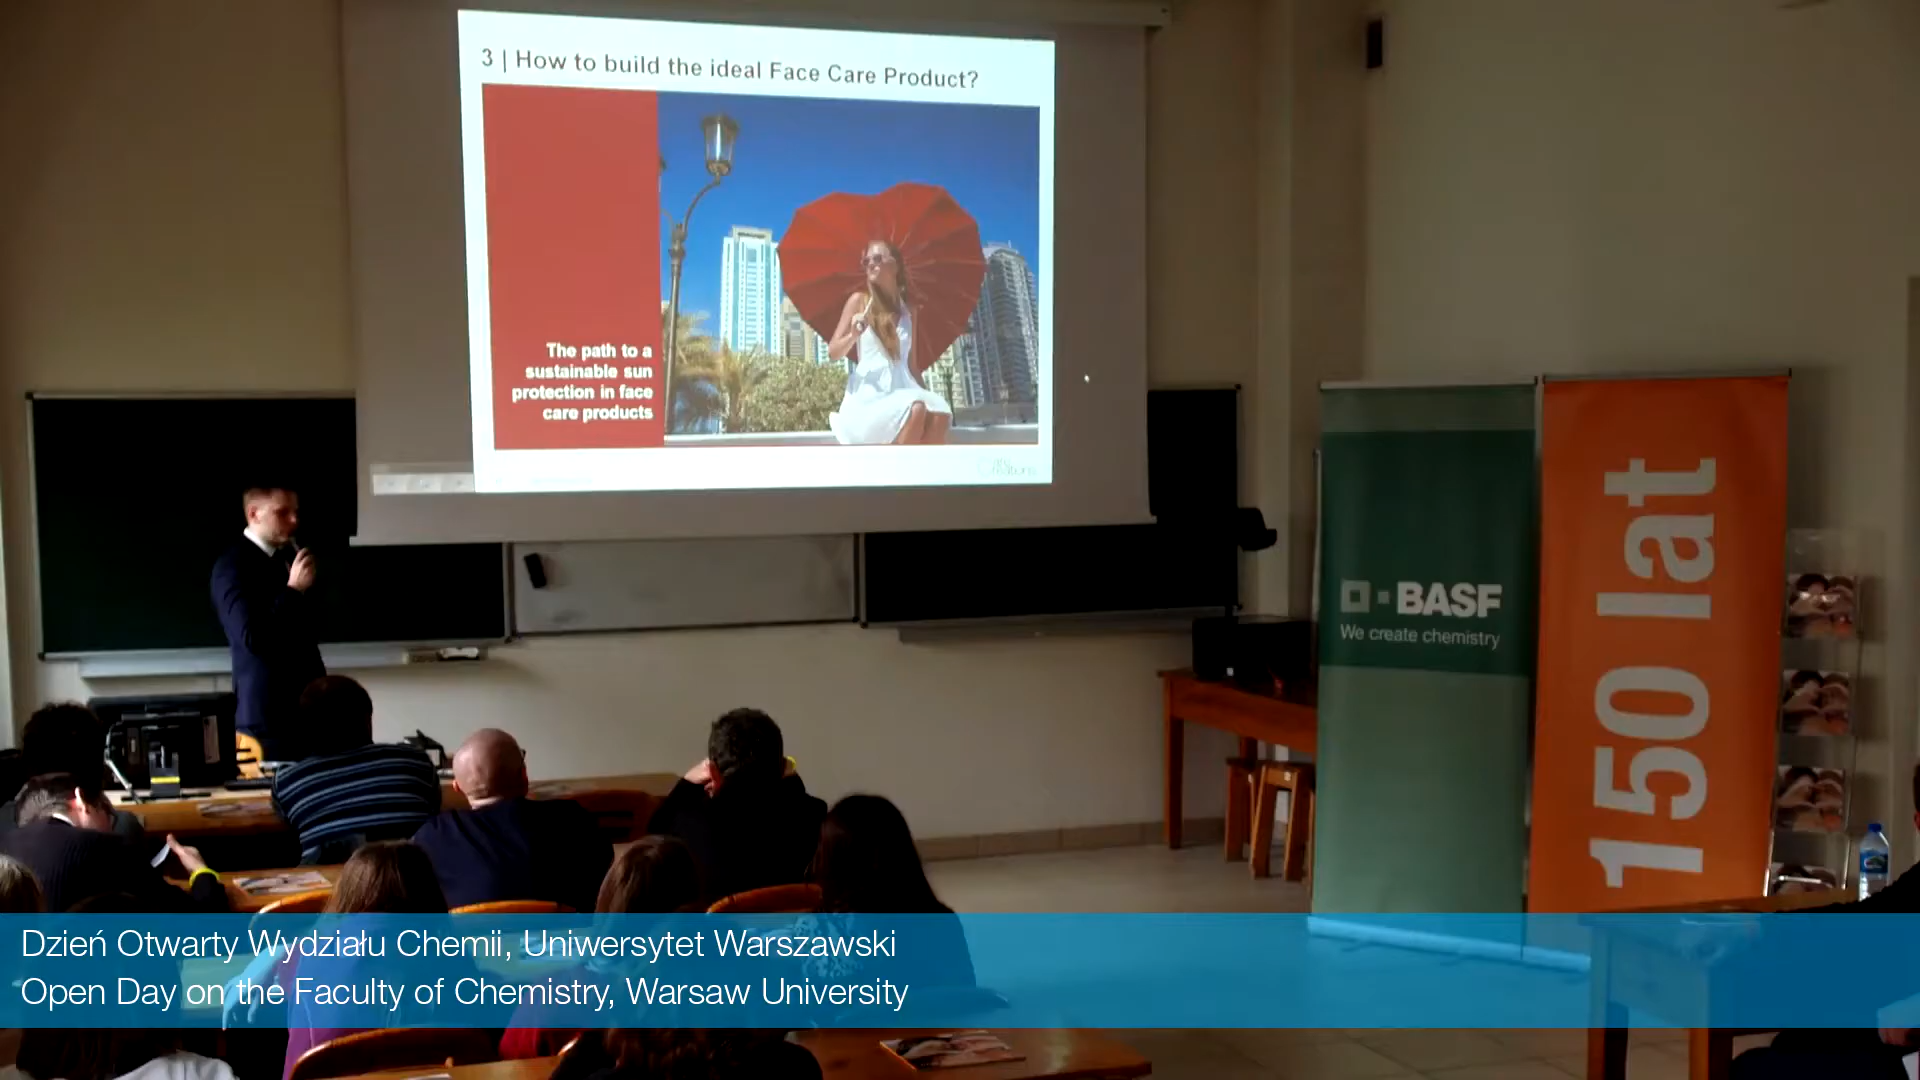 3 | How to build the ideal Face Care Product?
The path to a
sustainable sun
protection in face
care products
BASF
We create chemistry
150 lat
Dzień Otwarty Wydziału Chemii, Uniwersytet Warszawski
Open Day on the Faculty of Chemistry, Warsaw University